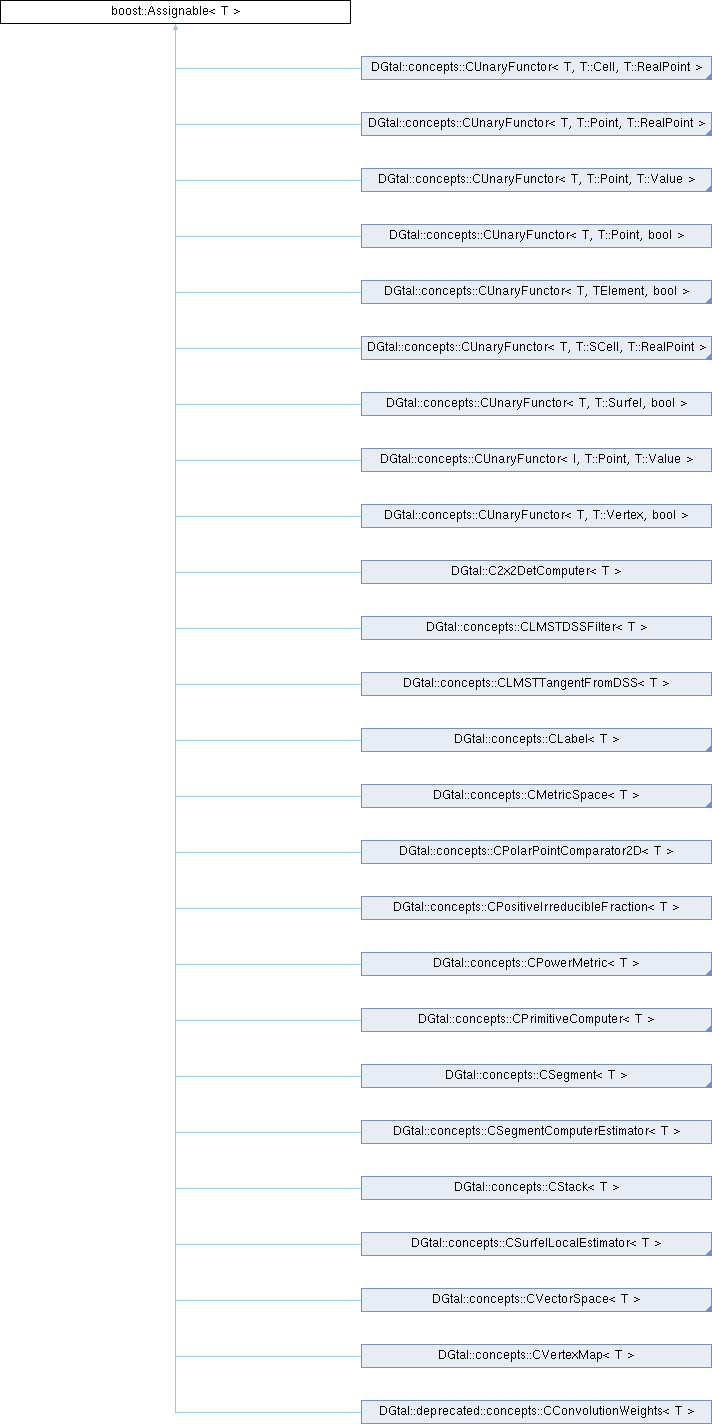 boost::Assignable< T >
DGtal::concepts::CUnaryFunctor< T, T::Cell, T::RealPoint >
DGtal::concepts::CUnaryFunctor< T, T::Point, T::RealPoint >
DGtal::concepts::CUnaryFunctor< T, T::Point, T::Value >
DGtal::concepts::CUnaryFunctor< T, T::Point, bool >
DGtal::concepts::CUnaryFunctor< T, TElement, bool >
DGtal::concepts::CUnaryFunctor< T, T::SCell, T::RealPoint >
DGtal::concepts::CUnaryFunctor< T, T::Surfel, bool >
DGtal::concepts::CUnaryFunctor< I, T::Point, T::Value >
DGtal::concepts::CUnaryFunctor< T, T::Vertex, bool >
DGtal::C2x2DetComputer< T >
DGtal::concepts::CLMSTDSSFilter< T >
DGtal::concepts::CLMSTTangentFromDSS< T >
DGtal::concepts::CLabel< T >
DGtal::concepts::CMetricSpace< T >
DGtal::concepts::CPolarPointComparator2D< T >
DGtal::concepts::CPositiveIrreducibleFraction< T >
DGtal::concepts::CPowerMetric< T >
DGtal::concepts::CPrimitiveComputer< T >
DGtal::concepts::CSegment< T >
DGtal::concepts::CSegmentComputerEstimator< T >
DGtal::concepts::CStack< T >
DGtal::concepts::CSurfelLocalEstimator< T >
DGtal::concepts::CVectorSpace< T >
DGtal::concepts::CVertexMap< T >
DGtal::deprecated::concepts::CConvolutionWeights< T >